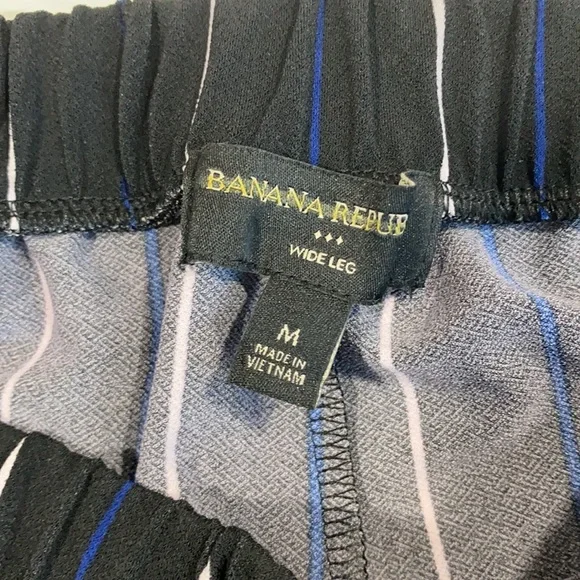 BANANA REPUB
♦♦♦
WIDE LEG
M
MADE IN
VIETNAM